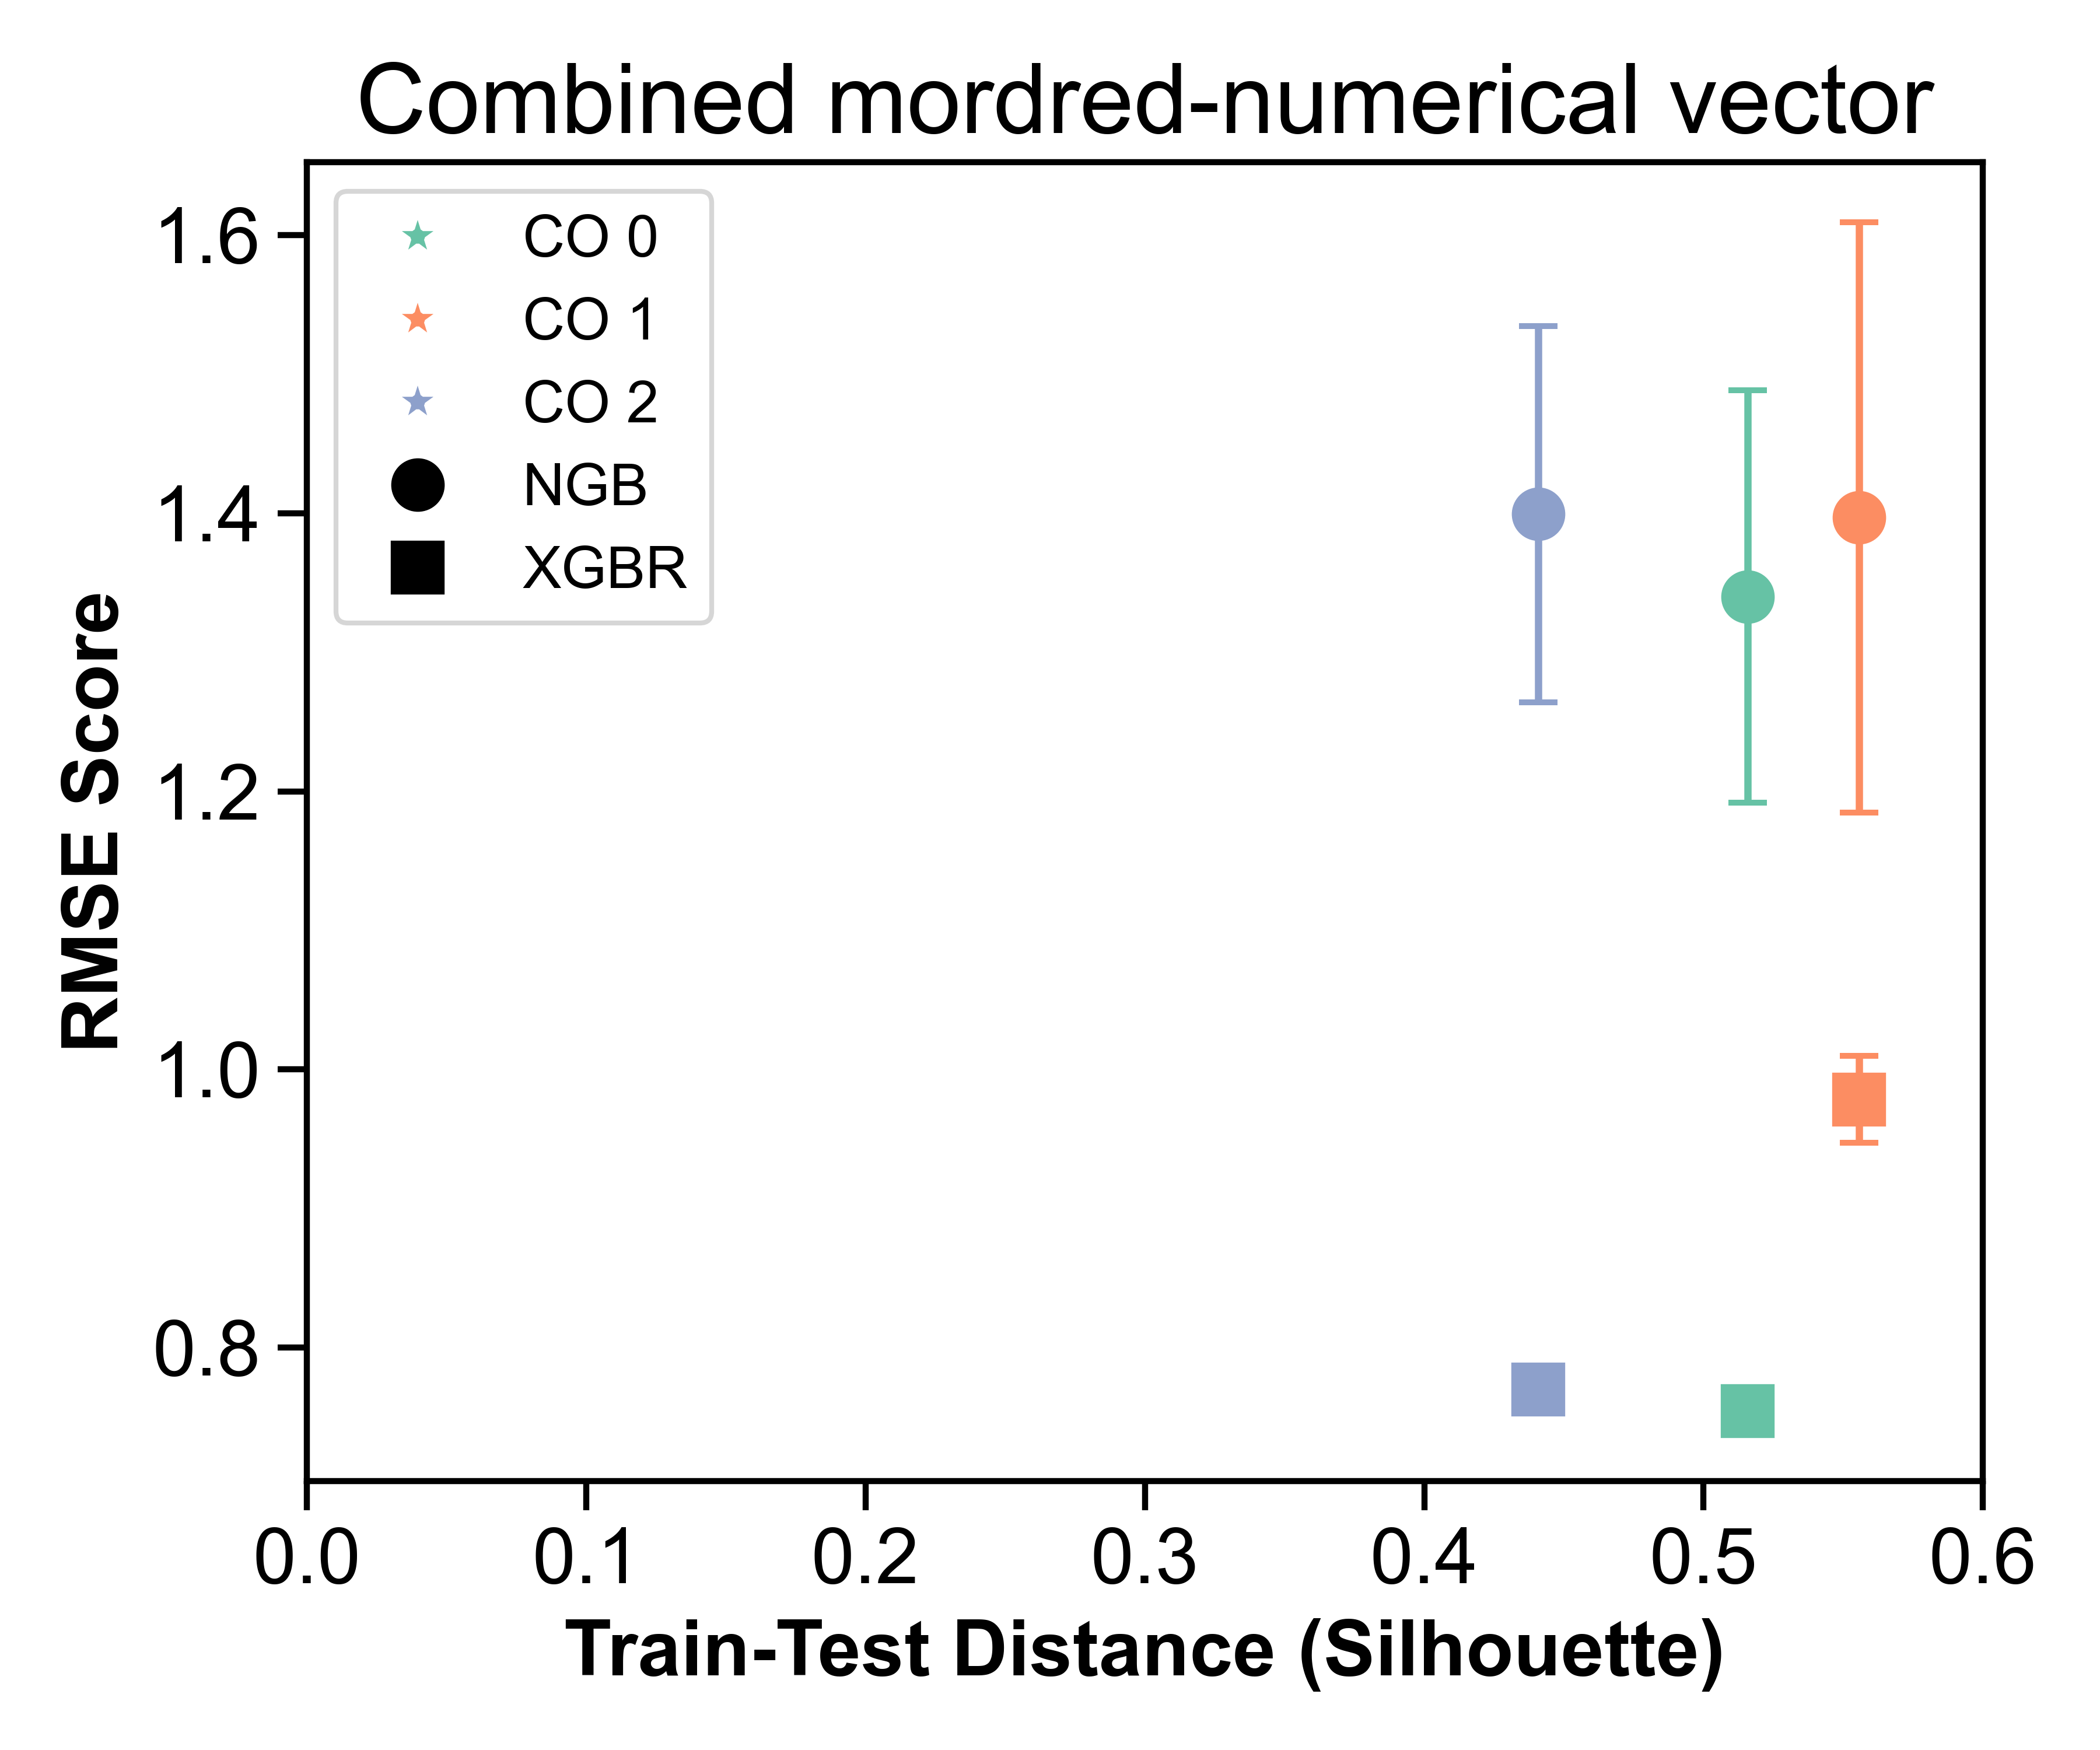 Combined mordred-numerical vector
CO 0
CO 1
CO 2
NGB
XGBR
RMSE Score
1.6
1.4
1.2
1.0
0.8
0.0 0.1 0.2 0.3 0.4 0.5 0.6
Train-Test Distance (Silhouette)